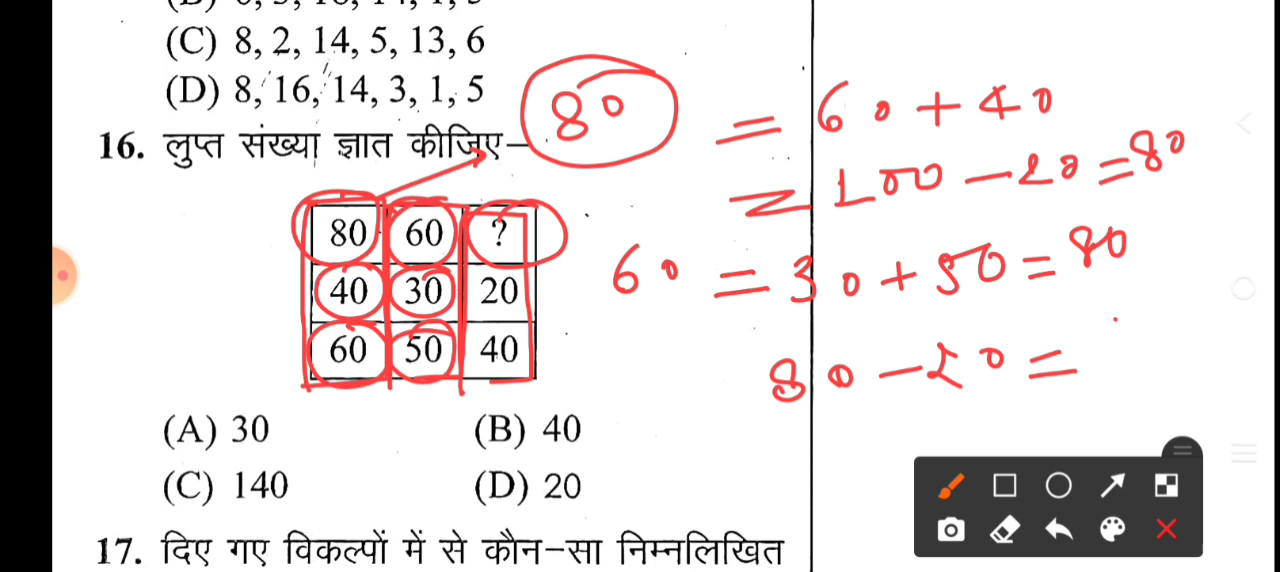 (C) 8, 2, 14, 5, 13, 6
(D) 8, 16, 14, 3, 1, 5
16. लुप्त संख्या ज्ञात कीजिए–
80 60 ?
40 30 20
60 50 40
(A) 30 (B) 40
(C) 140 (D) 20
17. दिए गए विकल्पों में से कौन-सा निम्नलिखित
80 = 60 + 40
= 100 - 20 = 80
60 = 30 + 50 = 80
80 - 20 =